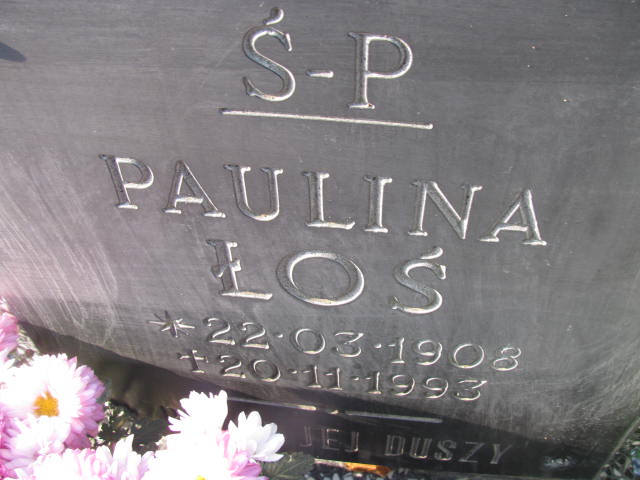 Ś-P
PAULINA
ŁOŚ
* 22-03-1908
† 20-11-1993
JEJ DUSZY